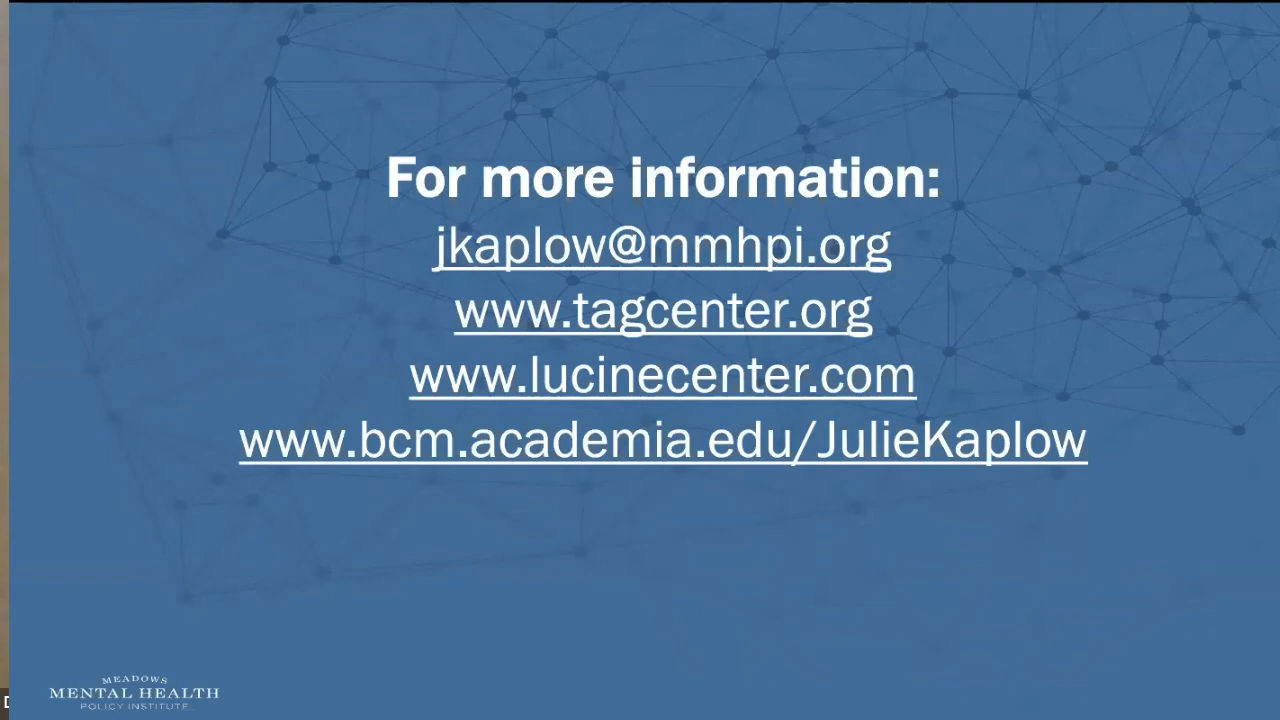 For more information:
jkaplow@mmhpi.org
www.tagcenter.org
www.lucinecenter.com
www.bcm.academia.edu/JulieKaplow
MEADOWS
MENTAL HEALTH
POLICY INSTITUTE